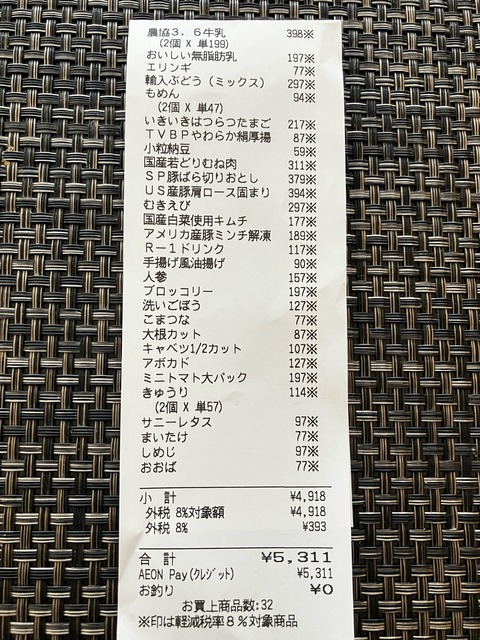 農協3.6牛乳 398※
(2個 X 単199)
おいしい無脂肪乳 197※
エリンギ 77※
輸入ぶどう(ミックス) 297※
もめん 94※
(2個 X 単47)
いきいきはつらつたまご 217※
TVBPやわらか絹厚揚 87※
小粒納豆 59※
国産若どりむね肉 311※
SP豚ばら切りおとし 379※
US産豚肩ロース固まり 394※
むきえび 297※
国産白菜使用キムチ 177※
アメリカ産豚ミンチ解凍 189※
R-1ドリンク 117※
手揚げ風油揚げ 90※
人参 157※
ブロッコリー 197※
洗いごぼう 127※
こまつな 77※
大根カット 87※
キャベツ1/2カット 107※
アボカド 127※
ミニトマト大パック 197※
きゅうり 114※
(2個 X 単57)
サニーレタス 97※
まいたけ 77※
しめじ 97※
おおば 77※
小 計 ¥4,918
外税 8%対象額 ¥4,918
外税 8% ¥393
合 計 ¥5,311
AEON Pay(クレジット) ¥5,311
お釣り ¥0
お買上商品数:32
※印は軽減税率8%対象商品